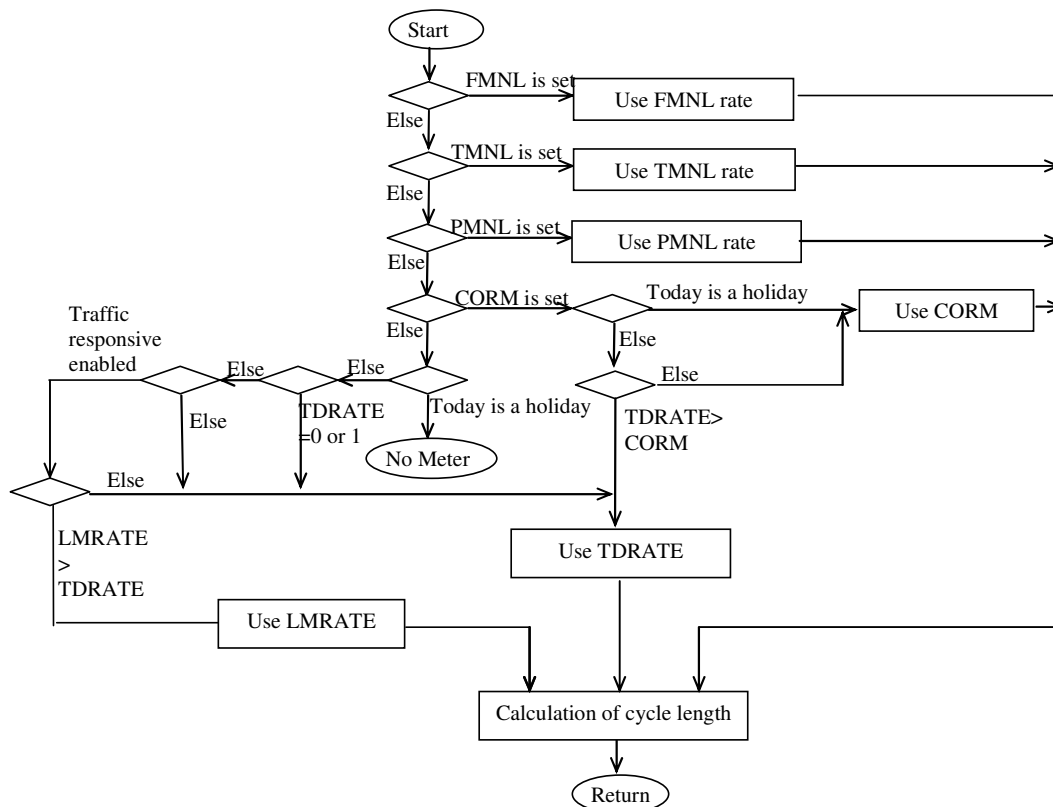 Start
FMNL is set
Use FMNL rate
Else
TMNL is set
Use TMNL rate
Else
PMNL is set
Use PMNL rate
Else
CORM is set
Today is a holiday
Use CORM
Else
Else
Traffic
responsive
enabled
Else
Else
Else
Today is a holiday
TDRATE
=0 or 1
Else
TDRATE>
CORM
No Meter
Else
LMRATE
>
TDRATE
Use TDRATE
Use LMRATE
Calculation of cycle length
Return